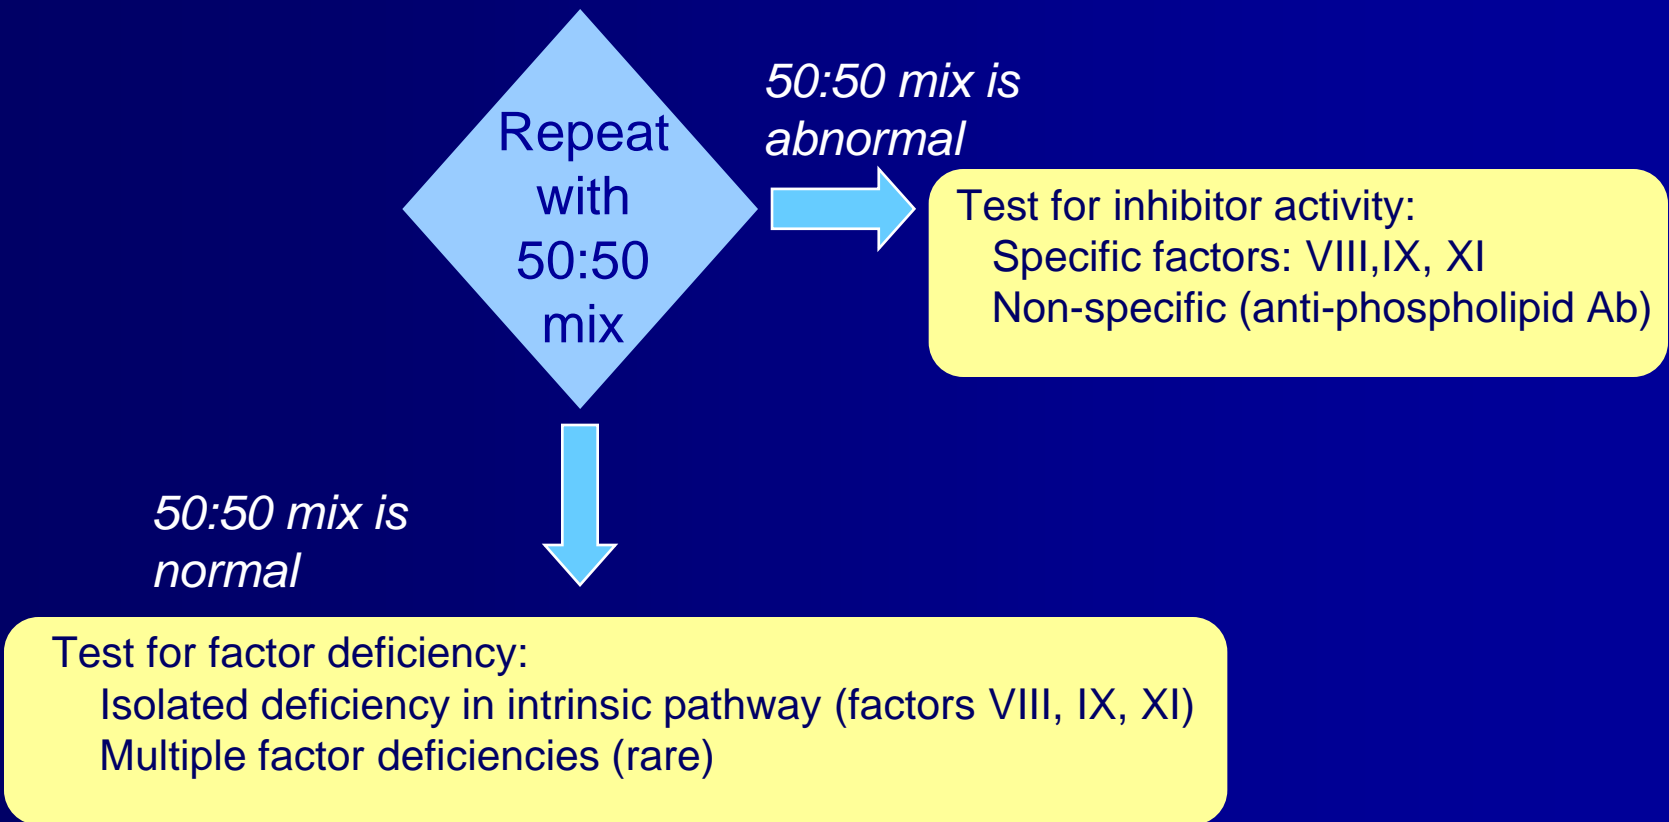 Repeat
with
50:50
mix
50:50 mix is
abnormal
Test for inhibitor activity:
Specific factors: VIII,IX, XI
Non-specific (anti-phospholipid Ab)
50:50 mix is
normal
Test for factor deficiency:
Isolated deficiency in intrinsic pathway (factors VIII, IX, XI)
Multiple factor deficiencies (rare)